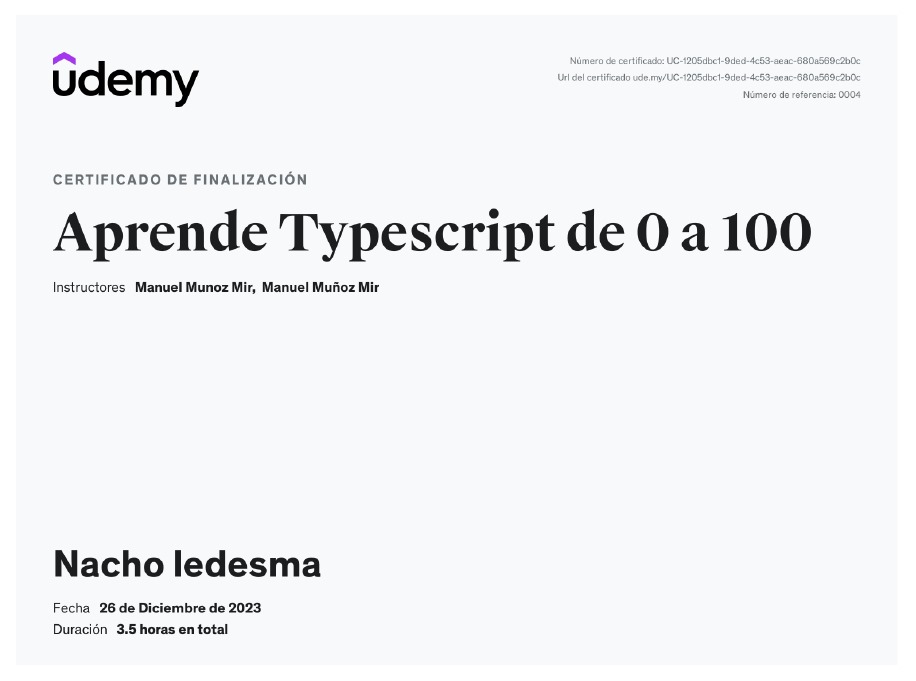 udemy
Número de certificado: UC-1205dbc1-9ded-4c53-aeac-680a569c2b0c
Url del certificado ude.my/UC-1205dbc1-9ded-4c53-aeac-680a569c2b0c
Número de referencia: 0004
CERTIFICADO DE FINALIZACIÓN
Aprende Typescript de 0 a 100
Instructores Manuel Munoz Mir, Manuel Muñoz Mir
Nacho ledesma
Fecha 26 de Diciembre de 2023
Duración 3.5 horas en total